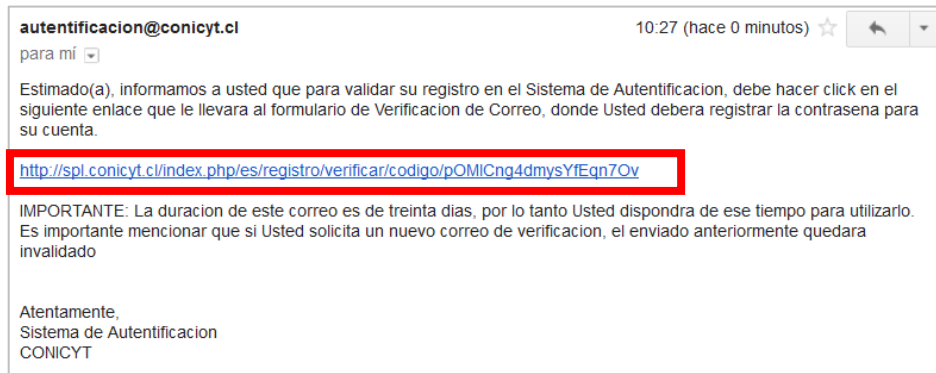 autentificacion@conicyt.cl 10:27 (hace 0 minutos)
para mí
Estimado(a), informamos a usted que para validar su registro en el Sistema de Autentificacion, debe hacer click en el
siguiente enlace que le llevara al formulario de Verificacion de Correo, donde Usted debera registrar la contrasena para
su cuenta.
http://spl.conicyt.cl/index.php/es/registro/verificar/codigo/pOMlCng4dmysYfEqn7Ov
IMPORTANTE: La duracion de este correo es de treinta dias, por lo tanto Usted dispondra de ese tiempo para utilizarlo.
Es importante mencionar que si Usted solicita un nuevo correo de verificacion, el enviado anteriormente quedara
invalidado
Atentamente,
Sistema de Autentificacion
CONICYT